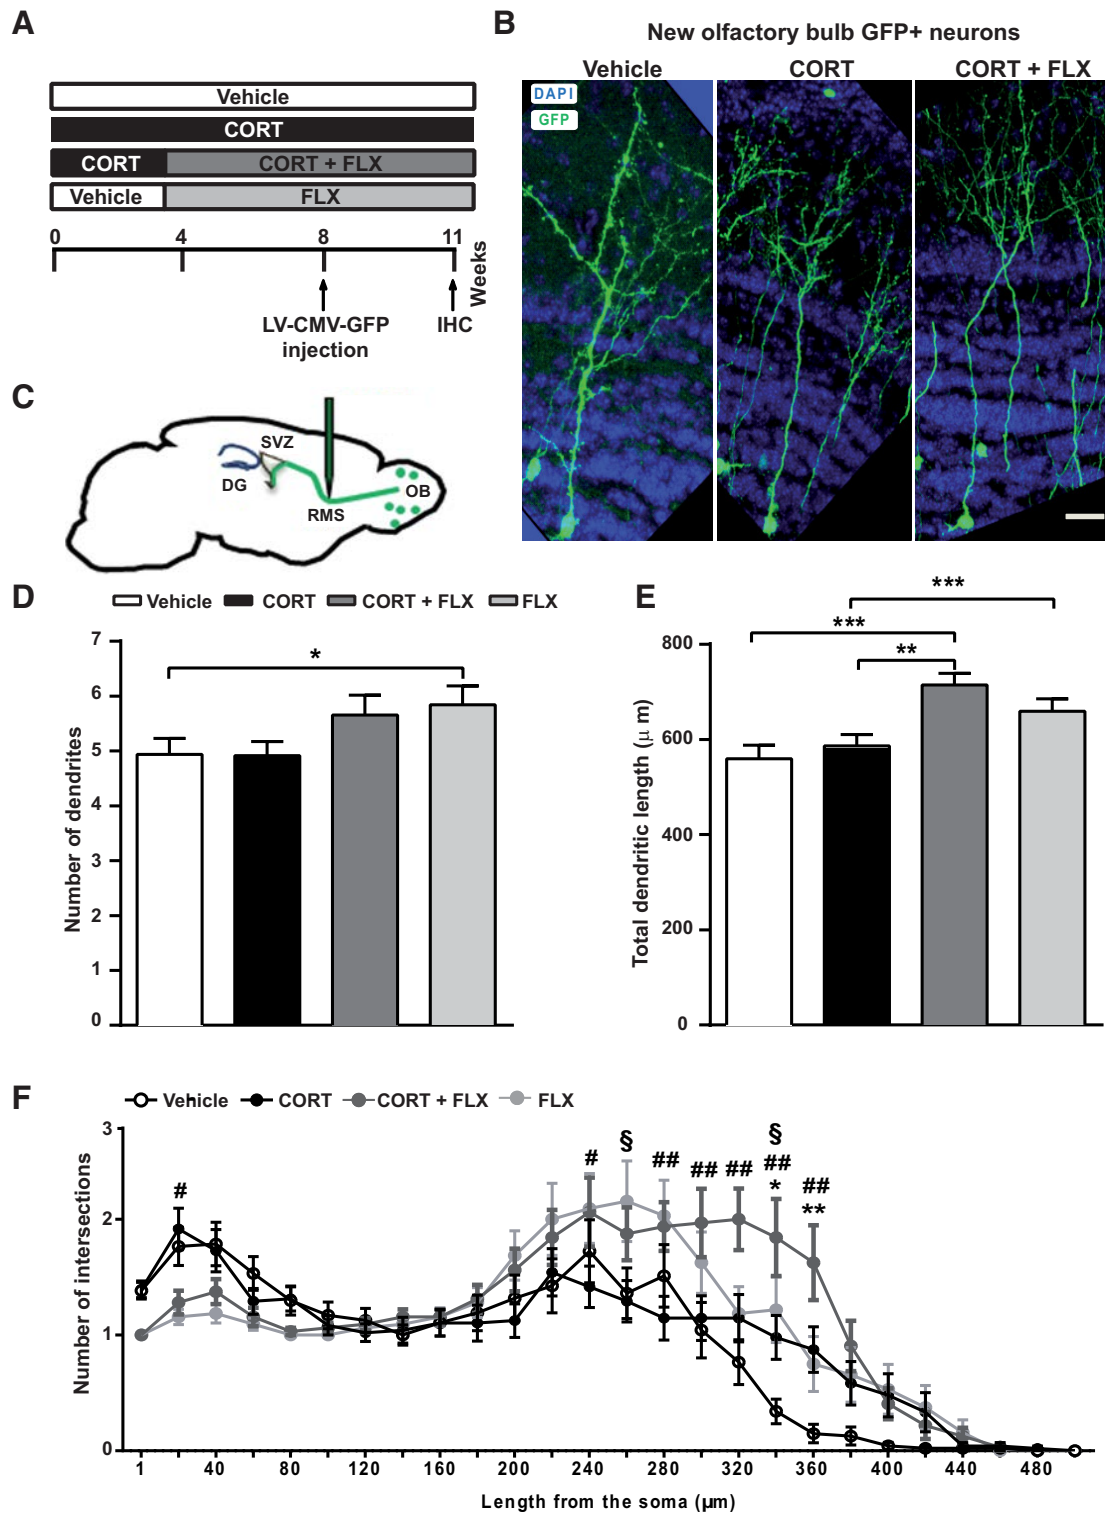 A
Vehicle
CORT
CORT CORT + FLX
Vehicle FLX
0 4 8 11
Weeks
LV-CMV-GFP
injection
IHC
B
New olfactory bulb GFP+ neurons
Vehicle CORT CORT + FLX
DAPI
GFP
C
SVZ
DG
RMS
OB
D
Vehicle CORT CORT + FLX FLX
Number of dendrites
7
6
5
4
3
2
1
0
*
E
Total dendritic length (μ m)
800
600
400
200
0
***
***
**
F
Vehicle CORT CORT + FLX FLX
Number of intersections
3
2
1
0
#
#
§
##
##
##
§
##
*
##
**
1 40 80 120 160 200 240 280 320 360 400 440 480
Length from the soma (μm)